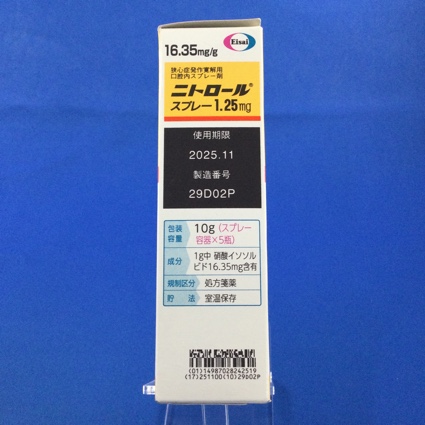 16.35mg/g
Eisai
狭心症発作寛解用
口腔内スプレー剤
ニトロール®
スプレー1.25mg
使用期限
2025.11
製造番号
29D02P
包装容量 10g(スプレー容器×5瓶)
成分 1g中 硝酸イソソルビド16.35mg含有
規制区分 処方箋薬
貯法 室温保存
(01)14987028242519
(17)251100(10)29D02P